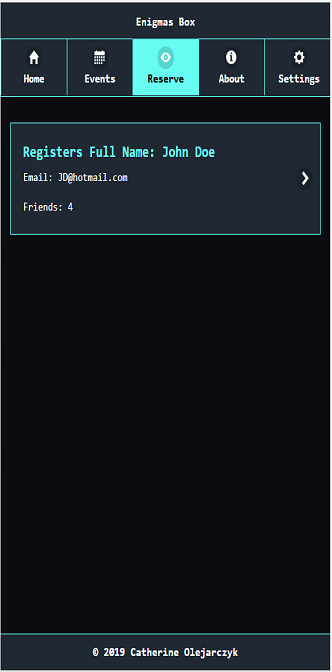 Enigmas Box
Home Events Reserve About Settings
Registers Full Name: John Doe
Email: JD@hotmail.com
Friends: 4
© 2019 Catherine Olejarczyk